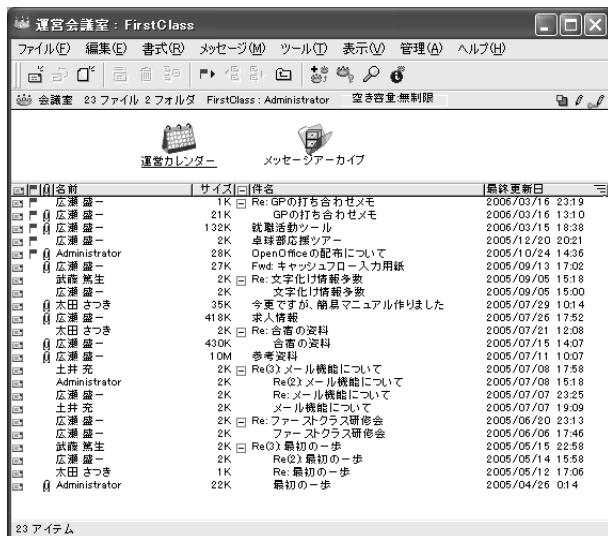 運営会議室 : FirstClass
ファイル(F) 編集(E) 書式(R) メッセージ(M) ツール(T) 表示(V) 管理(A) ヘルプ(H)
会議室 23 ファイル 2 フォルダ FirstClass : Administrator 空き容量:無制限
運営カレンダー メッセージアーカイブ
名前 サイズ 件名 最終更新日
広瀬 盛一 1K Re: GPの打ち合わせメモ 2006/03/16 23:19
広瀬 盛一 21K GPの打ち合わせメモ 2006/03/16 13:10
広瀬 盛一 132K 就職活動ツール 2006/03/15 18:38
広瀬 盛一 2K 卓球部応援ツアー 2005/12/20 20:21
Administrator 28K OpenOfficeの配布について 2005/10/24 14:36
広瀬 盛一 27K Fwd: キャッシュフロー入力用紙 2005/09/13 17:02
武藤 篤生 2K Re: 文字化け情報多数 2005/09/05 15:18
広瀬 盛一 2K 文字化け情報多数 2005/09/05 15:00
太田 さつき 35K 今更ですが、簡易マニュアル作りました 2005/07/29 10:14
広瀬 盛一 418K 求人情報 2005/07/26 17:52
太田 さつき 2K Re: 合宿の資料 2005/07/21 12:08
広瀬 盛一 430K 合宿の資料 2005/07/15 14:07
広瀬 盛一 10M 参考資料 2005/07/11 10:07
土井 充 2K Re(3): メール機能について 2005/07/08 17:58
Administrator 2K Re(2): メール機能について 2005/07/08 15:18
広瀬 盛一 2K Re: メール機能について 2005/07/07 23:25
土井 充 2K メール機能について 2005/07/07 19:09
広瀬 盛一 2K Re: ファーストクラス研修会 2005/06/20 23:13
広瀬 盛一 2K ファーストクラス研修会 2005/06/06 17:46
武藤 篤生 2K Re(3): 最初の一歩 2005/05/15 22:58
広瀬 盛一 2K Re(2): 最初の一歩 2005/05/14 15:58
太田 さつき 1K Re: 最初の一歩 2005/05/12 17:06
Administrator 22K 最初の一歩 2005/04/26 0:14
23 アイテム